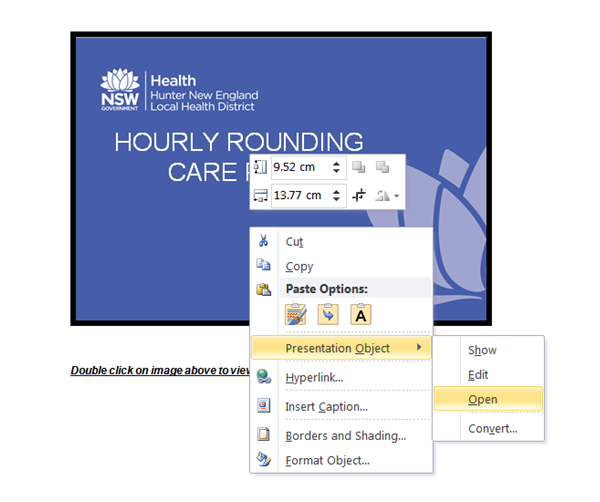 Health
NSW
GOVERNMENT
Hunter New England
Local Health District
HOURLY ROUNDING
CARE
9.52 cm
13.77 cm
Cut
Copy
Paste Options:
A
Presentation Object
Show
Edit
Open
Convert...
Double click on image above to view
Hyperlink...
Insert Caption...
Borders and Shading...
Format Object...